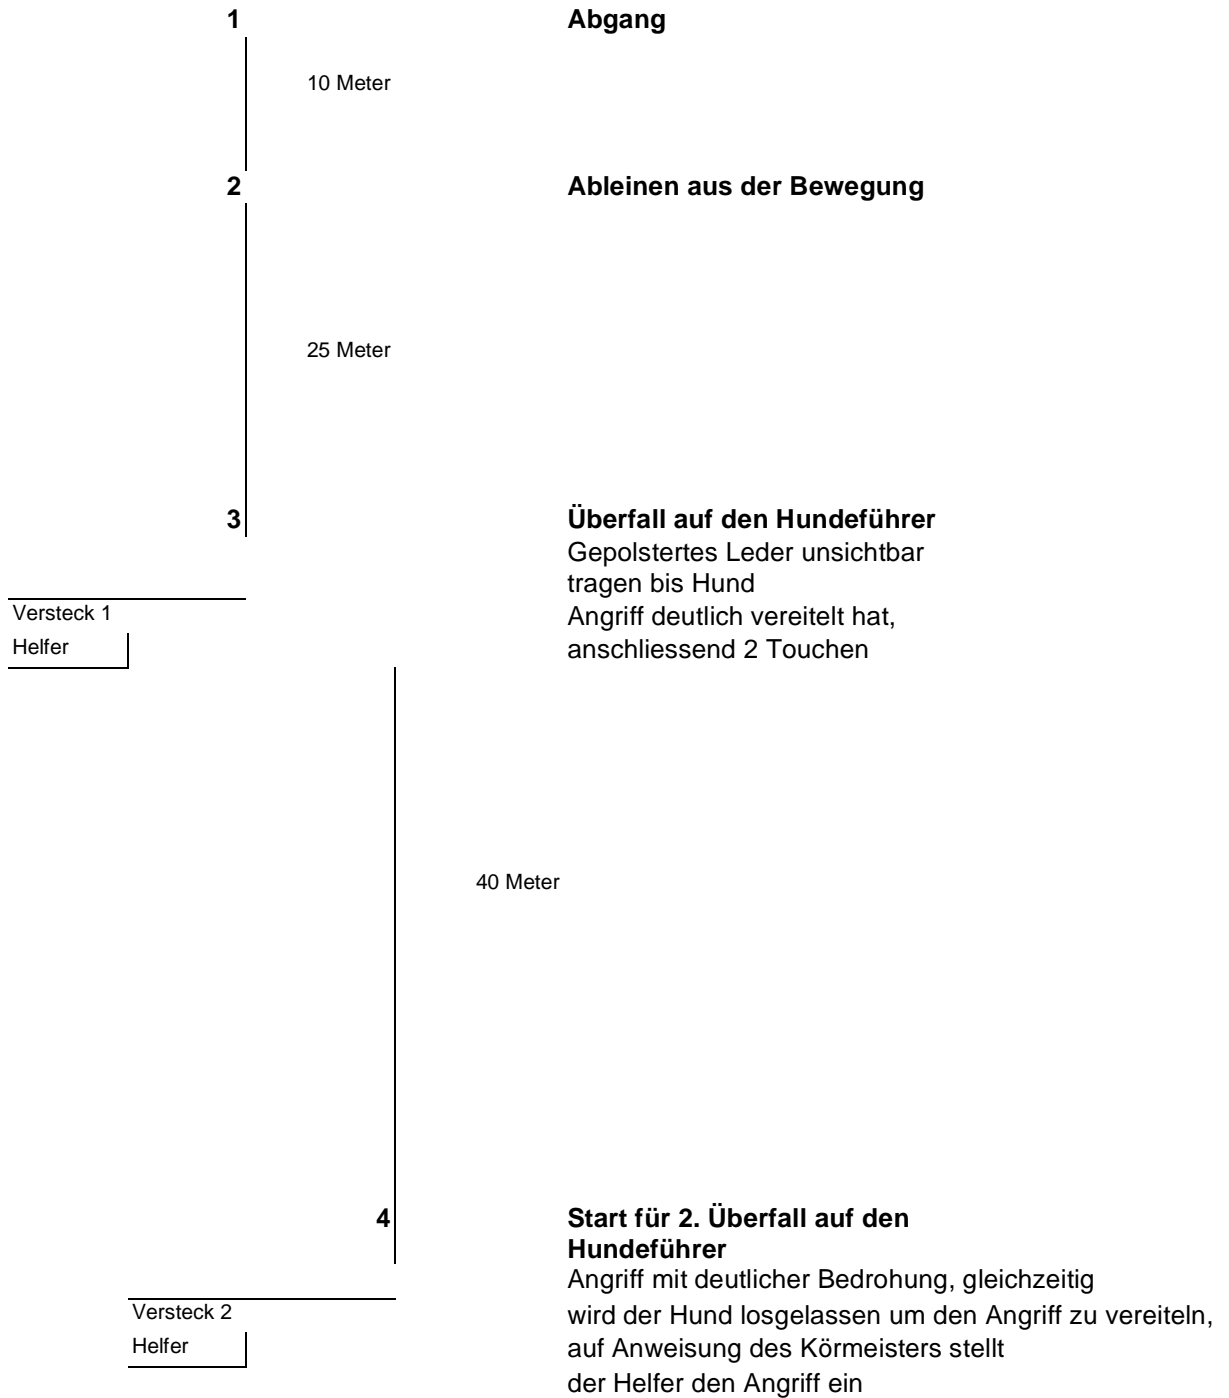 1 Abgang
10 Meter
2 Ableinen aus der Bewegung
25 Meter
3 Überfall auf den Hundeführer
Gepolstertes Leder unsichtbar
tragen bis Hund
Versteck 1 Angriff deutlich vereitelt hat,
Helfer anschliessend 2 Touchen
40 Meter
4 Start für 2. Überfall auf den
Hundeführer
Angriff mit deutlicher Bedrohung, gleichzeitig
Versteck 2 wird der Hund losgelassen um den Angriff zu vereiteln,
Helfer auf Anweisung des Körmeisters stellt
der Helfer den Angriff ein